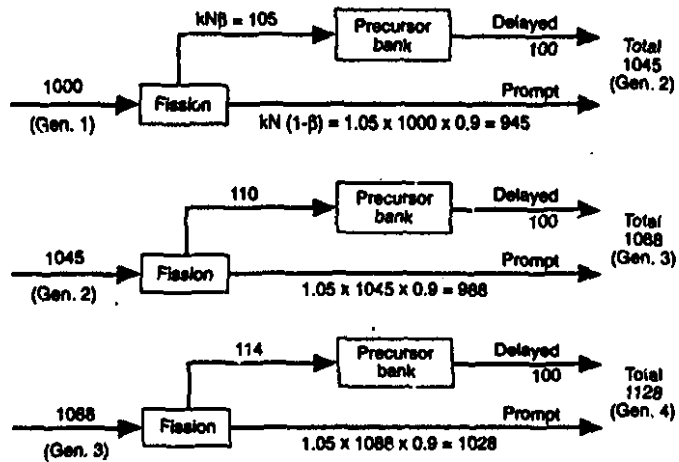 kNβ = 105
Precursor
bank
Delayed
100
Total
1045
(Gen. 2)
1000
(Gen. 1)
Fission
Prompt
kN (1-β) = 1.05 x 1000 x 0.9 = 945
110
Precursor
bank
Delayed
100
Total
1088
(Gen. 3)
1045
(Gen. 2)
Fission
Prompt
1.05 x 1045 x 0.9 = 988
114
Precursor
bank
Delayed
100
Total
1128
(Gen. 4)
1088
(Gen. 3)
Fission
Prompt
1.05 x 1088 x 0.9 = 1028